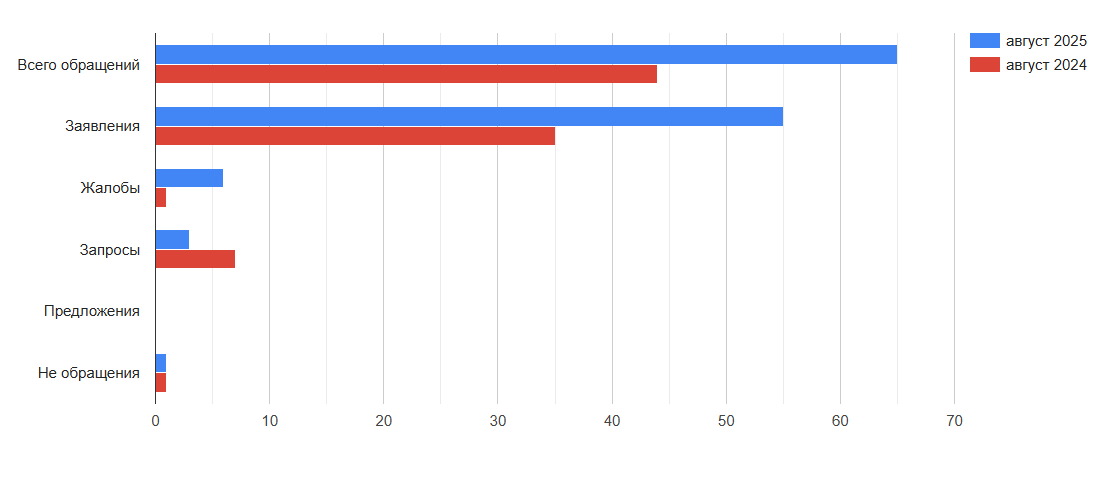 август 2025
август 2024
Всего обращений
Заявления
Жалобы
Запросы
Предложения
Не обращения
0 10 20 30 40 50 60 70